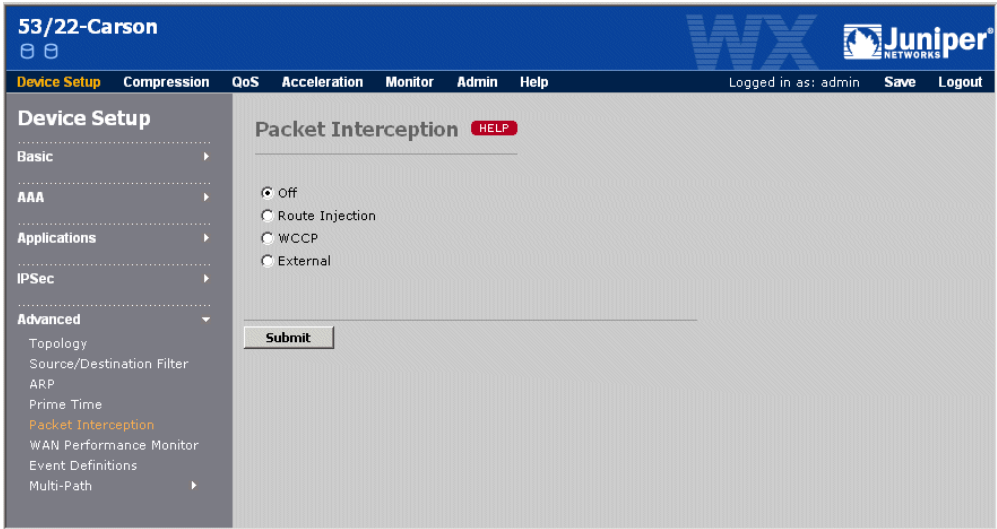 53/22-Carson
WX
Juniper®
NETWORKS
Device Setup Compression QoS Acceleration Monitor Admin Help Logged in as: admin Save Logout
Device Setup
Basic
AAA
Applications
IPSec
Advanced
Topology
Source/Destination Filter
ARP
Prime Time
Packet Interception
WAN Performance Monitor
Event Definitions
Multi-Path
Packet Interception HELP
Off
Route Injection
WCCP
External
Submit